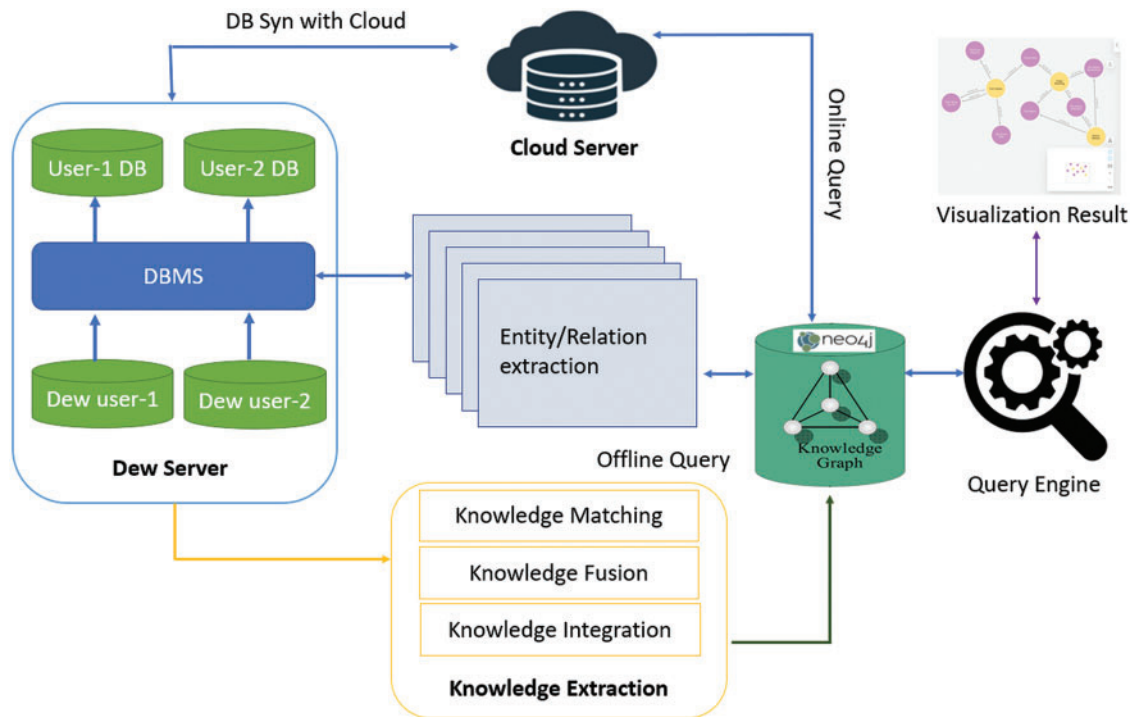 DB Syn with Cloud
Cloud Server
Online Query
Visualization Result
User-1 DB
User-2 DB
DBMS
Dew user-1
Dew user-2
Dew Server
Entity/Relation
extraction
neo4j
Knowledge
Graph
Offline Query
Query Engine
Knowledge Matching
Knowledge Fusion
Knowledge Integration
Knowledge Extraction